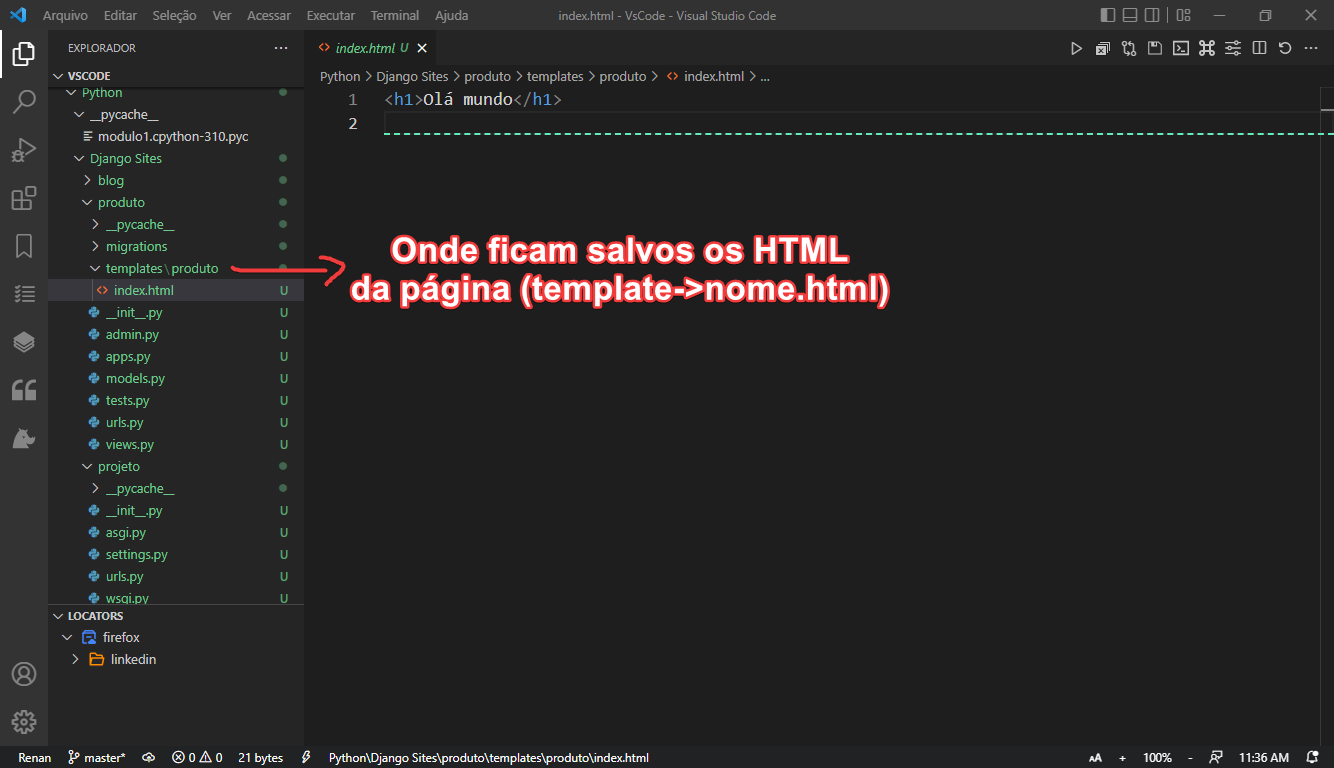 Arquivo Editar Seleção Ver Acessar Executar Terminal Ajuda
index.html - VsCode - Visual Studio Code
EXPLORADOR
index.html U
VSCODE
Python > Django Sites > produto > templates > produto > index.html > ...
Python
__pycache__
modulo1.cpython-310.pyc
Django Sites
blog
produto
__pycache__
migrations
templates \ produto
index.html U
__init__.py U
admin.py U
apps.py U
models.py U
tests.py U
urls.py U
views.py U
projeto
__pycache__
__init__.py U
asgi.py U
settings.py U
urls.py U
wsgi.py U
1 <h1>Olá mundo</h1>
2
Onde ficam salvos os HTML
da página (template->nome.html)
LOCATORS
firefox
linkedin
Renan master* 0 0 21 bytes Python\Django Sites\produto\templates\produto\index.html AA + 100% - 11:36 AM